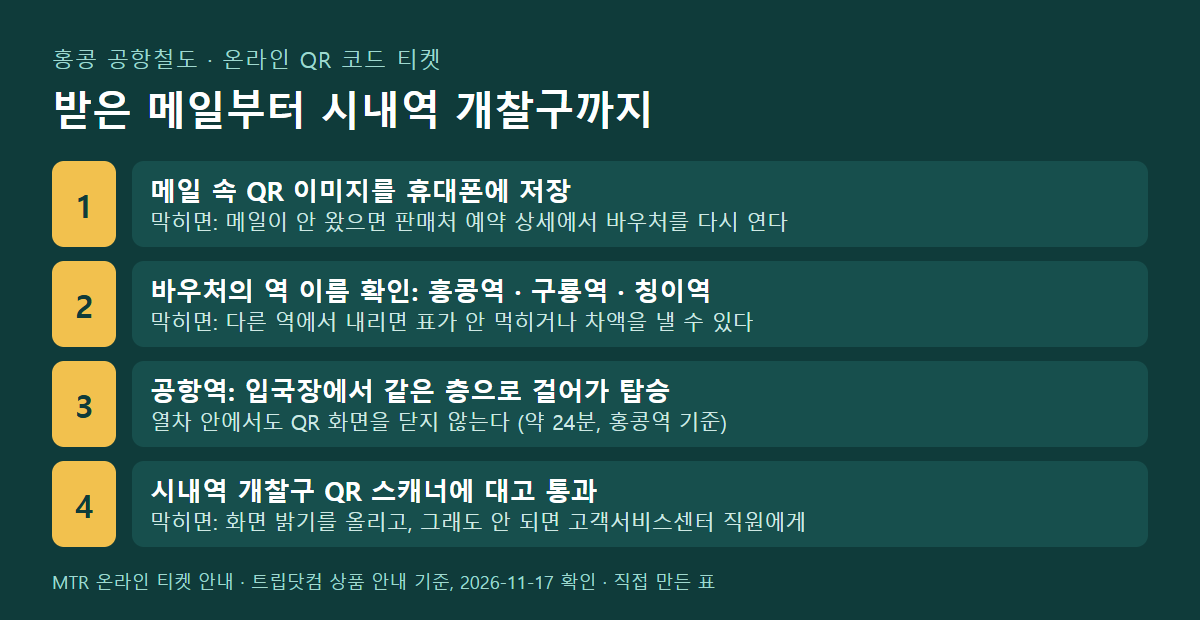 홍콩 공항철도 · 온라인 QR 코드 티켓
받은 메일부터 시내역 개찰구까지
1
메일 속 QR 이미지를 휴대폰에 저장
막히면: 메일이 안 왔으면 판매처 예약 상세에서 바우처를 다시 연다
2
바우처의 역 이름 확인: 홍콩역 · 구룡역 · 칭이역
막히면: 다른 역에서 내리면 표가 안 먹히거나 차액을 낼 수 있다
3
공항역: 입국장에서 같은 층으로 걸어가 탑승
열차 안에서도 QR 화면을 닫지 않는다 (약 24분, 홍콩역 기준)
4
시내역 개찰구 QR 스캐너에 대고 통과
막히면: 화면 밝기를 올리고, 그래도 안 되면 고객서비스센터 직원에게
MTR 온라인 티켓 안내 · 트립닷컴 상품 안내 기준, 2026-11-17 확인 · 직접 만든 표